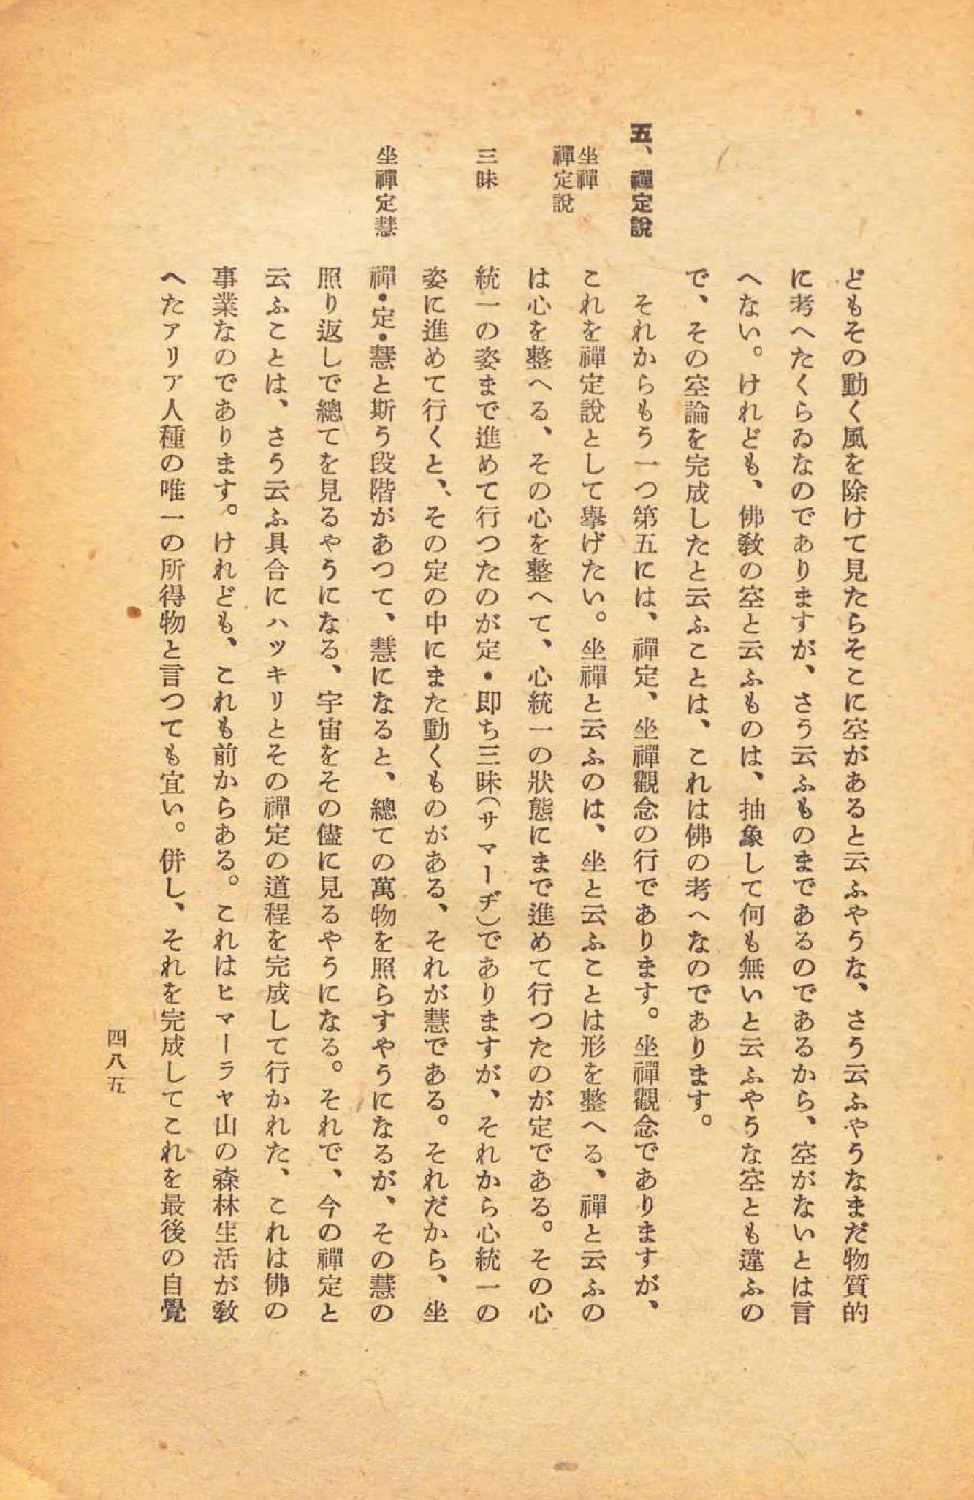 どもその動く風を除けて見たらそこに空があると云ふやうな、さう云ふやうなまだ物質的
に考へたくらゐなのでありますが、さう云ふものまであるのであるから、空がないとは言
へない。けれども、佛敎の空と云ふものは、抽象して何も無いと云ふやうな空とも違ふの
で、その空論を完成したと云ふことは、これは佛の考へなのであります。
五、禪定說
それからもう一つ第五には、禪定、坐禪觀念の行であります。坐禪觀念でありますが、
坐禪
禪定說
これを禪定說として擧げたい。坐禪と云ふのは、坐と云ふことは形を整へる、禪と云ふの
は心を整へる、その心を整へて、心統一の狀態にまで進めて行つたのが定である。その心
三昧
統一の姿まで進めて行つたのが定・卽ち三昧(サマーヂ)でありますが、それから心統一の
姿に進めて行くと、、その定の中にまた動くものがある、それが慧である。それだから、坐
坐禪定慧
禪・定・慧と斯う段階があつて、慧になると、總ての萬物を照らすやうになるが、その慧の
照り返しで總てを見るやうになる、宇宙をその儘に見るやうになる。それで、今の禪定と
云ふことは、さう云ふ具合にハツキリとその禪定の道程を完成して行かれた、これは佛の
事業なのであります。けれども、これも前からある。これはヒマーラヤ山の森林生活が敎
へたアリア人種の唯一の所得物と言つても宜い。併し、それを完成してこれを最後の自覺
四八五